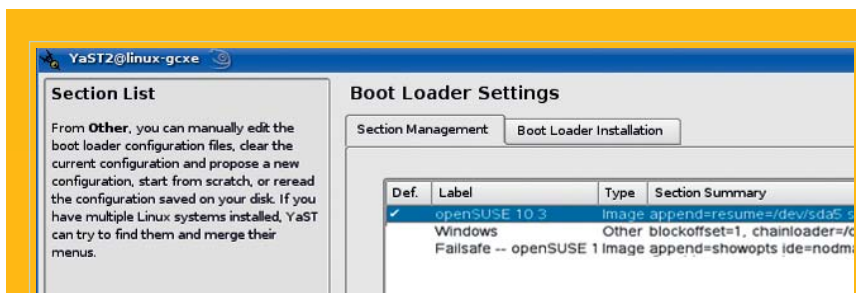 YaST2@linux-gcxe
Section List
From Other, you can manually edit the
boot loader configuration files, clear the
current configuration and propose a new
configuration, start from scratch, or reread
the configuration saved on your disk. If you
have multiple Linux systems installed, YaST
can try to find them and merge their
menus.
Boot Loader Settings
Section Management Boot Loader Installation
Def. Label Type Section Summary
✔ openSUSE 10.3 Image append=resume=/dev/sda5 s
Windows Other blockoffset=1, chainloader=/d
Failsafe -- openSUSE 1 Image append=showopts ide=nodma